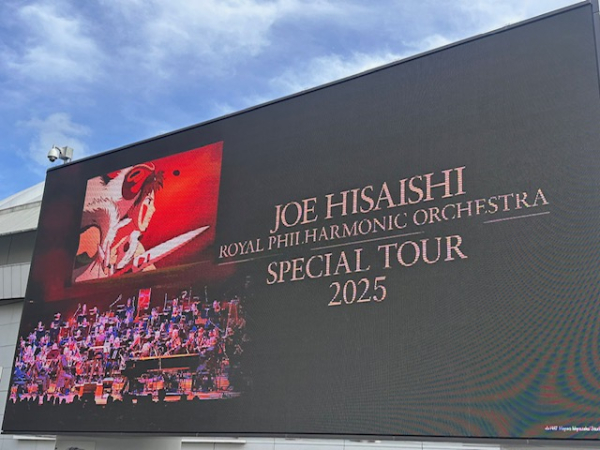 JOE HISAISHI
ROYAL PHILHARMONIC ORCHESTRA
SPECIAL TOUR
2025